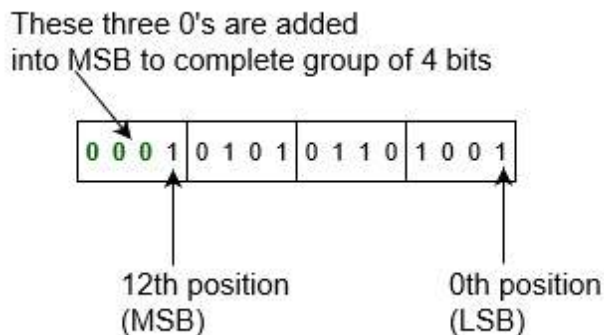 These three 0's are added
into MSB to complete group of 4 bits
0 0 0 1 0 1 0 1 0 1 1 0 1 0 0 1
12th position
(MSB)
0th position
(LSB)